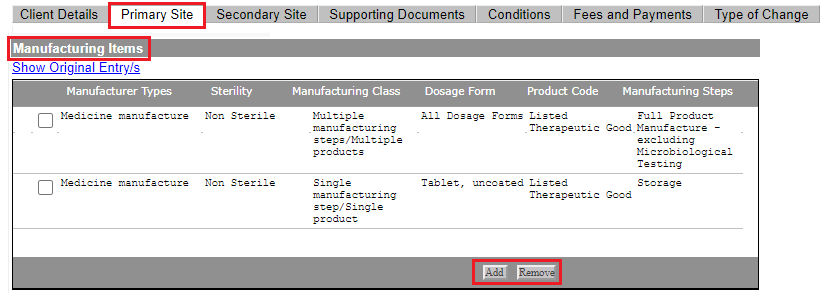 Client Details Primary Site Secondary Site Supporting Documents Conditions Fees and Payments Type of Change
Manufacturing Items
Show Original Entry/s
Manufacturer Types Sterility Manufacturing Class Dosage Form Product Code Manufacturing Steps
Medicine manufacture Non Sterile Multiple All Dosage Forms Listed Full Product
manufacturing Therapeutic Good Manufacture -
steps/Multiple excluding
products Microbiological
Testing
Medicine manufacture Non Sterile Single Tablet, uncoated Listed Storage
manufacturing Therapeutic Good
step/Single
product
Add Remove